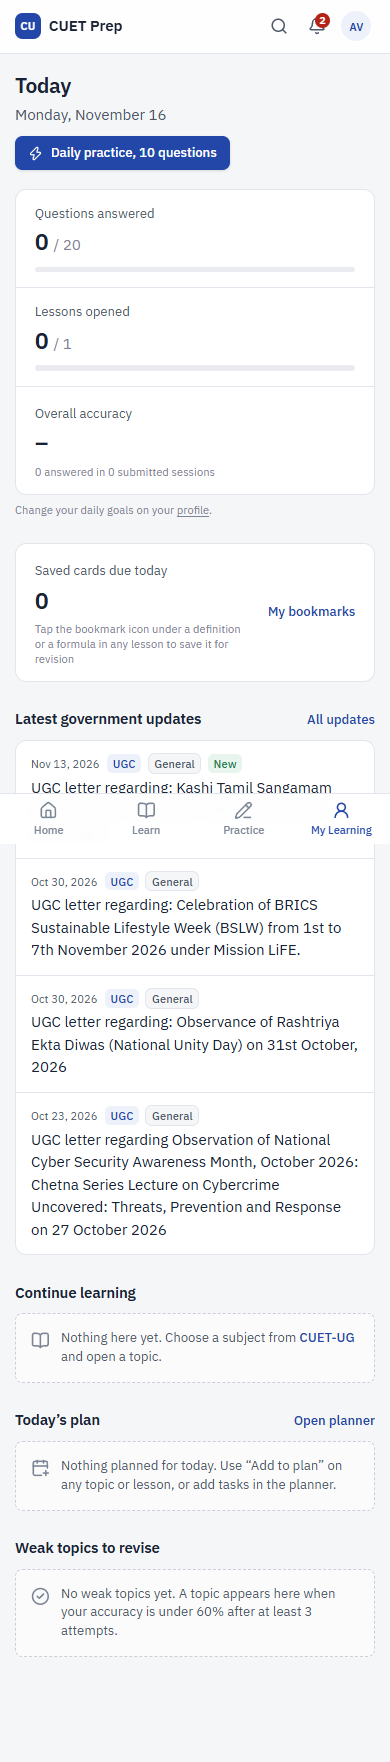 CU CUET Prep 2 AV
Today
Monday, November 16
Daily practice, 10 questions
Questions answered
0 / 20
Lessons opened
0 / 1
Overall accuracy
–
0 answered in 0 submitted sessions
Change your daily goals on your profile.
Saved cards due today
0
Tap the bookmark icon under a definition
or a formula in any lesson to save it for
revision
My bookmarks
Latest government updates All updates
Nov 13, 2026 UGC General New
UGC letter regarding: Kashi Tamil Sangamam
Home Learn Practice My Learning
Oct 30, 2026 UGC General
UGC letter regarding: Celebration of BRICS
Sustainable Lifestyle Week (BSLW) from 1st to
7th November 2026 under Mission LiFE.
Oct 30, 2026 UGC General
UGC letter regarding: Observance of Rashtriya
Ekta Diwas (National Unity Day) on 31st October,
2026
Oct 23, 2026 UGC General
UGC letter regarding Observation of National
Cyber Security Awareness Month, October 2026:
Chetna Series Lecture on Cybercrime
Uncovered: Threats, Prevention and Response
on 27 October 2026
Continue learning
Nothing here yet. Choose a subject from CUET-UG
and open a topic.
Today’s plan Open planner
Nothing planned for today. Use “Add to plan” on
any topic or lesson, or add tasks in the planner.
Weak topics to revise
No weak topics yet. A topic appears here when
your accuracy is under 60% after at least 3
attempts.